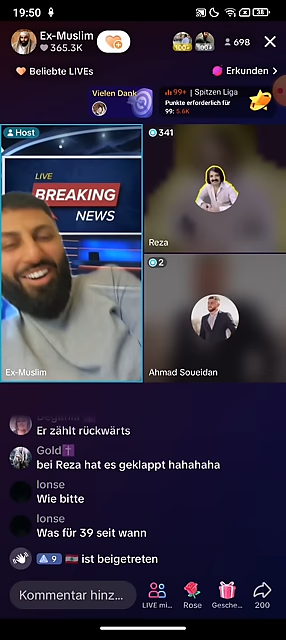 19:50
38
Ex-Muslim
365.3K
100+
100+
698
Beliebte LIVEs
Erkunden
Vielen Dank
99+ | Spitzen Liga
Punkte erforderlich für
99: 5.6K
Host
341
LIVE
BREAKING
NEWS
Reza
2
Ex-Muslim
Ahmad Soueidan
Er zählt rückwärts
Gold
bei Reza hat es geklappt hahahaha
lonse
Wie bitte
lonse
Was für 39 seit wann
9 ist beigetreten
Kommentar hinz...
LIVE mi...
Rose
Gesche...
200